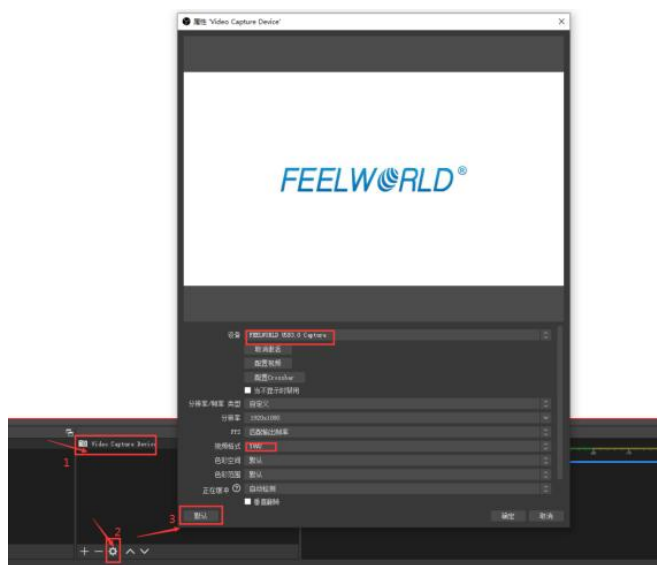 属性 'Video Capture Device'
FEELWORLD®
设备 FEELWORLD USB3.0 Capture
取消激活
配置视频
配置Crossbar
当不显示时禁用
分辨率/帧率 类型 自定义
分辨率 1920x1080
FPS 匹配输出帧率
视频格式
色彩空间 默认
色彩范围 默认
正在缓冲 自动检测
垂直翻转
默认 确定 取消
Video Capture Device
1
2
3